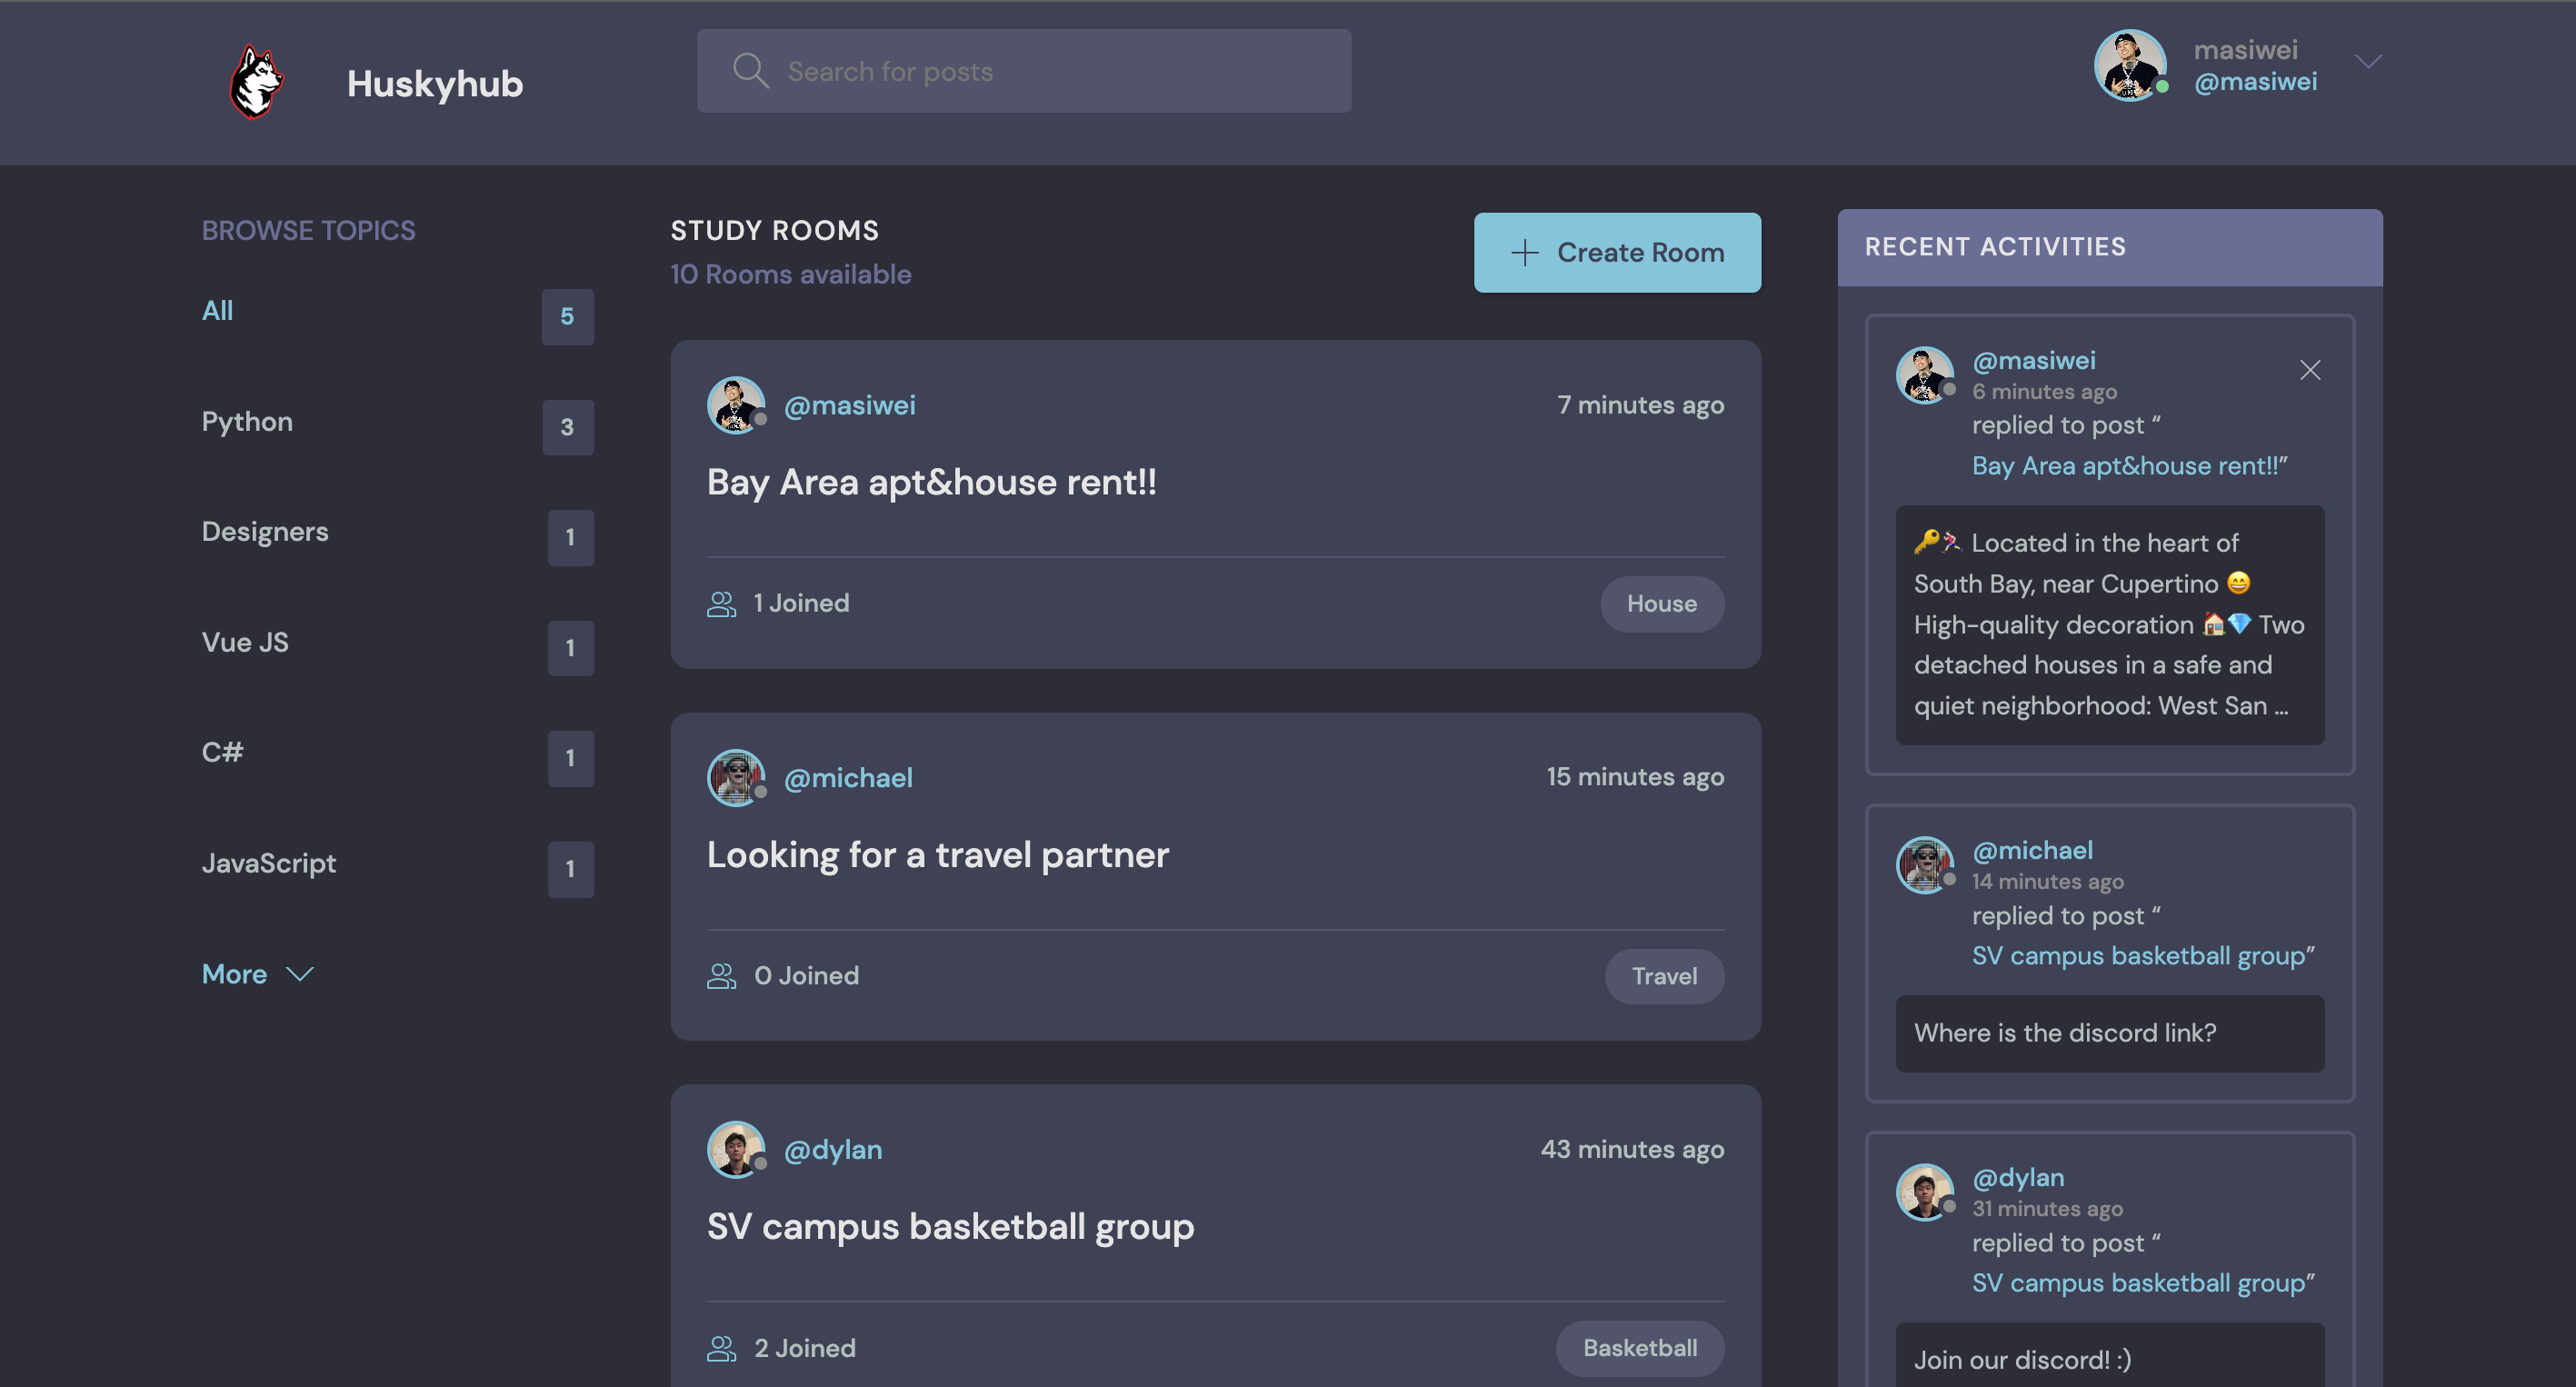 Huskyhub
Search for posts
masiwei
@masiwei
BROWSE TOPICS
All 5
Python 3
Designers 1
Vue JS 1
C# 1
JavaScript 1
More
STUDY ROOMS
10 Rooms available
Create Room
@masiwei 7 minutes ago
Bay Area apt&house rent!!
1 Joined House
@michael 15 minutes ago
Looking for a travel partner
0 Joined Travel
@dylan 43 minutes ago
SV campus basketball group
2 Joined Basketball
RECENT ACTIVITIES
@masiwei
6 minutes ago
replied to post “
Bay Area apt&house rent!!”
🔑🏃‍♀️ Located in the heart of
South Bay, near Cupertino 😄
High-quality decoration 🏠💎 Two
detached houses in a safe and
quiet neighborhood: West San ...
@michael
14 minutes ago
replied to post “
SV campus basketball group”
Where is the discord link?
@dylan
31 minutes ago
replied to post “
SV campus basketball group”
Join our discord! :)